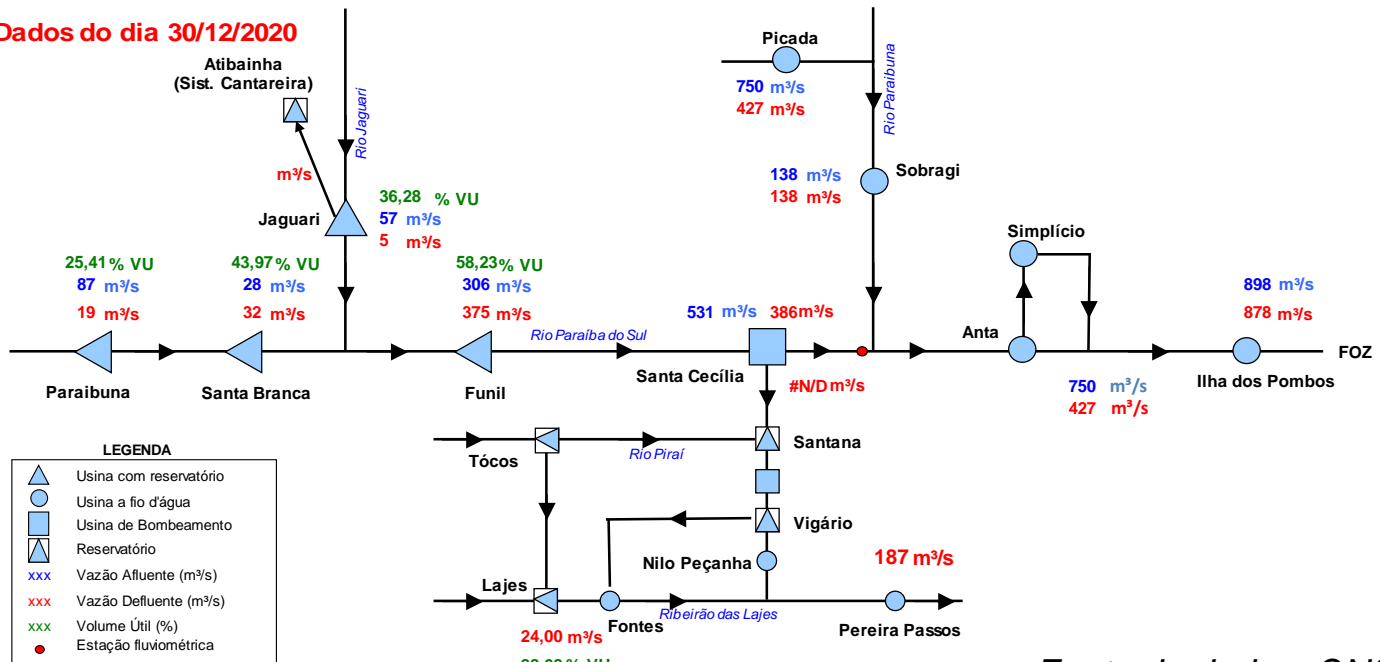 Dados do dia 30/12/2020
Atibainha
(Sist. Cantareira)
Rio Jaguari
m³/s
Jaguari
36,28 % VU
57 m³/s
5 m³/s
Picada
750 m³/s
427 m³/s
Rio Paraibuna
138 m³/s
138 m³/s
Sobragi
25,41 % VU
87 m³/s
19 m³/s
Paraibuna
43,97 % VU
28 m³/s
32 m³/s
Santa Branca
58,23 % VU
306 m³/s
375 m³/s
Funil
Rio Paraíba do Sul
531 m³/s 386 m³/s
Santa Cecília
#N/D m³/s
Simplício
Anta
750 m³/s
427 m³/s
898 m³/s
878 m³/s
Ilha dos Pombos
FOZ
Tócos
Rio Piraí
Santana
Vigário
Nilo Peçanha
187 m³/s
Lajes
Fontes
Ribeirão das Lajes
Pereira Passos
24,00 m³/s
% VU
LEGENDA
Usina com reservatório
Usina a fio d'água
Usina de Bombeamento
Reservatório
xxx Vazão Afluente (m³/s)
xxx Vazão Defluente (m³/s)
xxx Volume Útil (%)
Estação fluviométrica